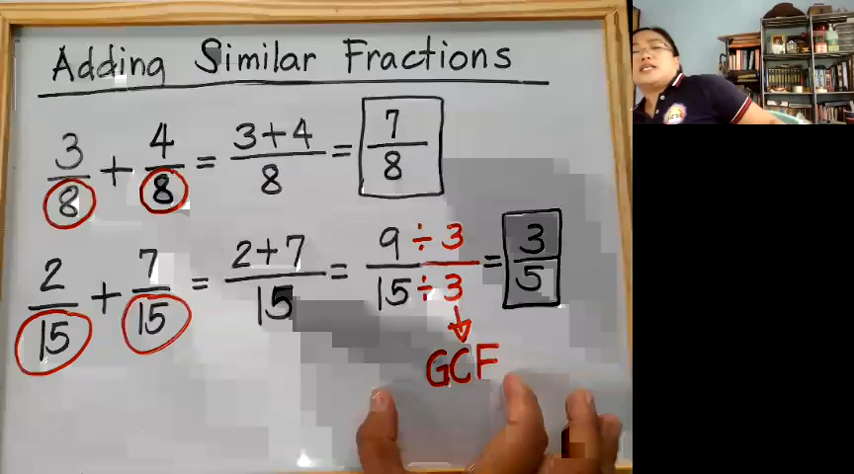 Adding Similar Fractions
3/8 + 4/8 = 3+4/8 = 7/8
2/15 + 7/15 = 2+7/15 = 9÷3/15÷3 = 3/5
GCF